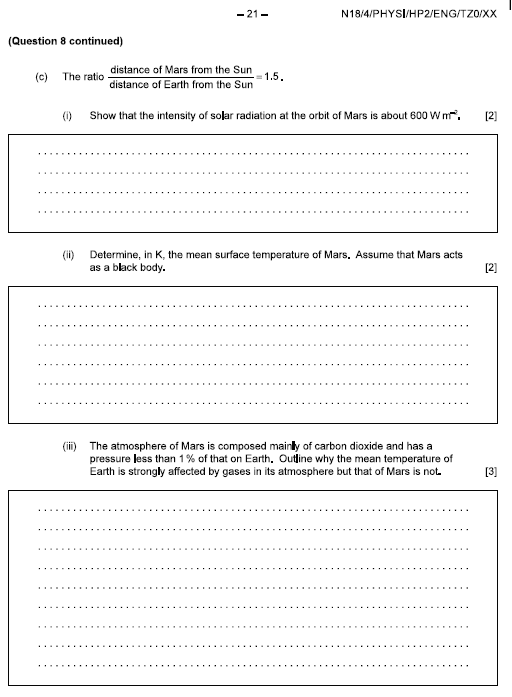 – 21 –
N18/4/PHYSI/HP2/ENG/TZ0/XX
(Question 8 continued)
(c) The ratio distance of Mars from the Sun / distance of Earth from the Sun = 1.5.
(i) Show that the intensity of solar radiation at the orbit of Mars is about 600 W m⁻². [2]
(ii) Determine, in K, the mean surface temperature of Mars. Assume that Mars acts
as a black body. [2]
(iii) The atmosphere of Mars is composed mainly of carbon dioxide and has a
pressure less than 1 % of that on Earth. Outline why the mean temperature of
Earth is strongly affected by gases in its atmosphere but that of Mars is not. [3]